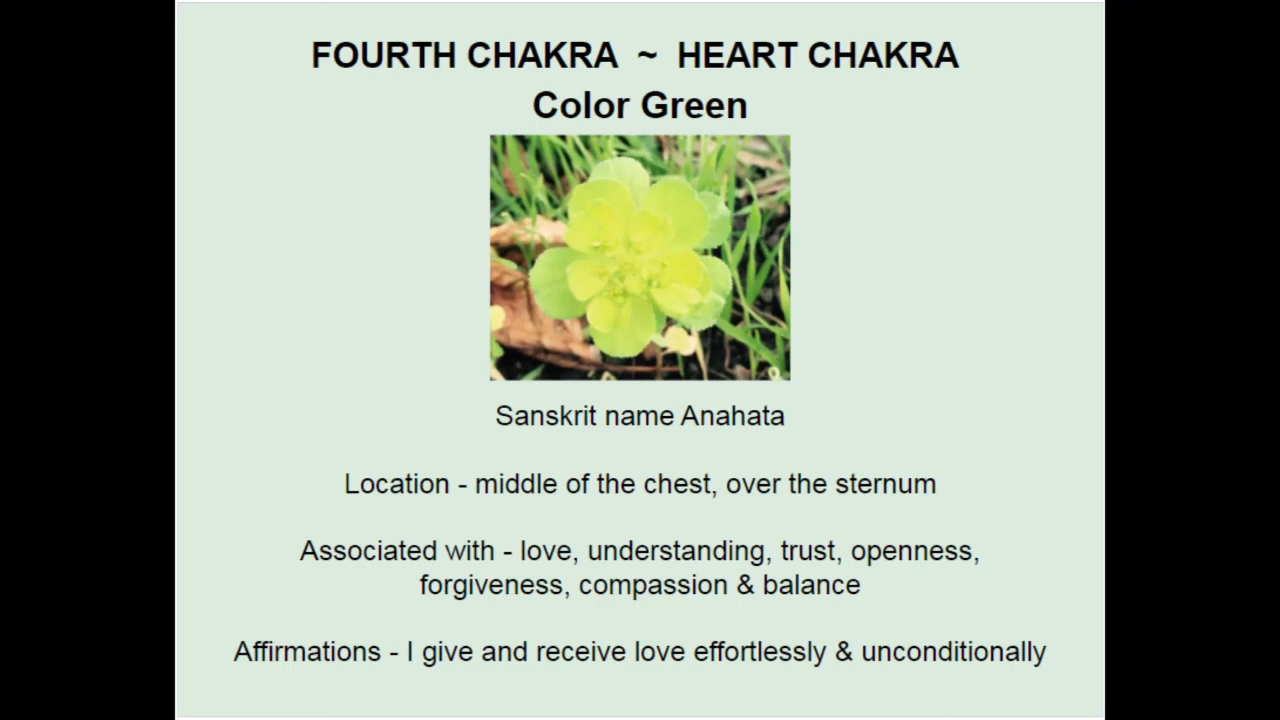 FOURTH CHAKRA ~ HEART CHAKRA
Color Green
Sanskrit name Anahata
Location - middle of the chest, over the sternum
Associated with - love, understanding, trust, openness,
forgiveness, compassion & balance
Affirmations - I give and receive love effortlessly & unconditionally